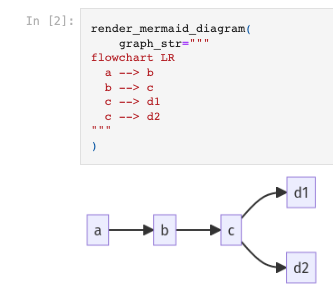 In [2]:
render_mermaid_diagram(
    graph_str="""
flowchart LR
  a --> b
  b --> c
  c --> d1
  c --> d2
"""
)
d1
a b c
d2